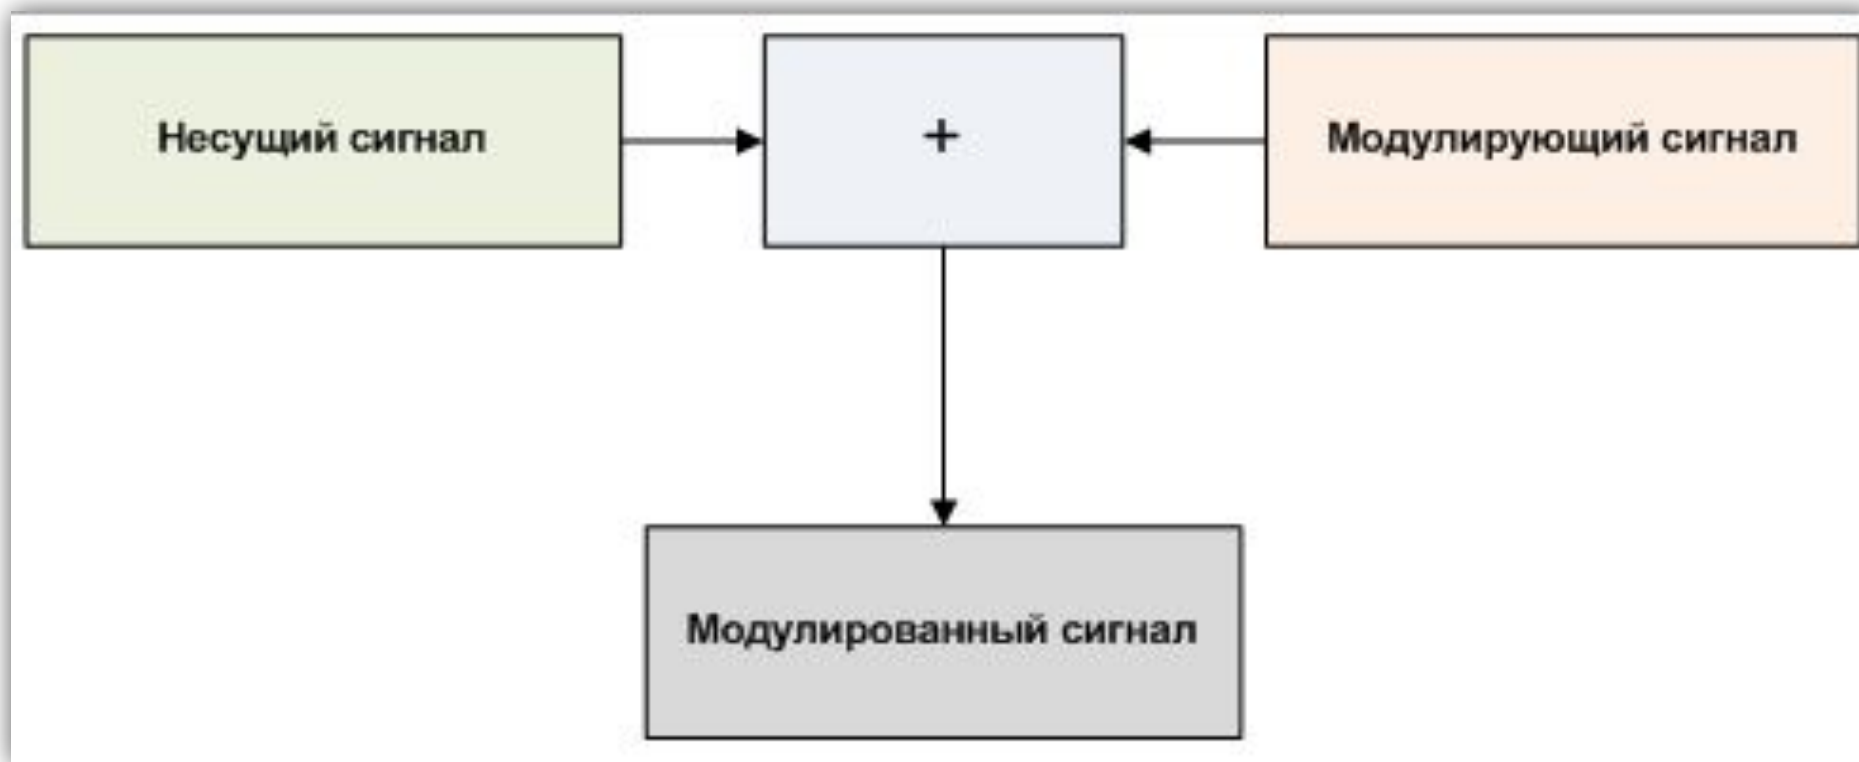 Несущий сигнал
+
Модулирующий сигнал
Модулированный сигнал